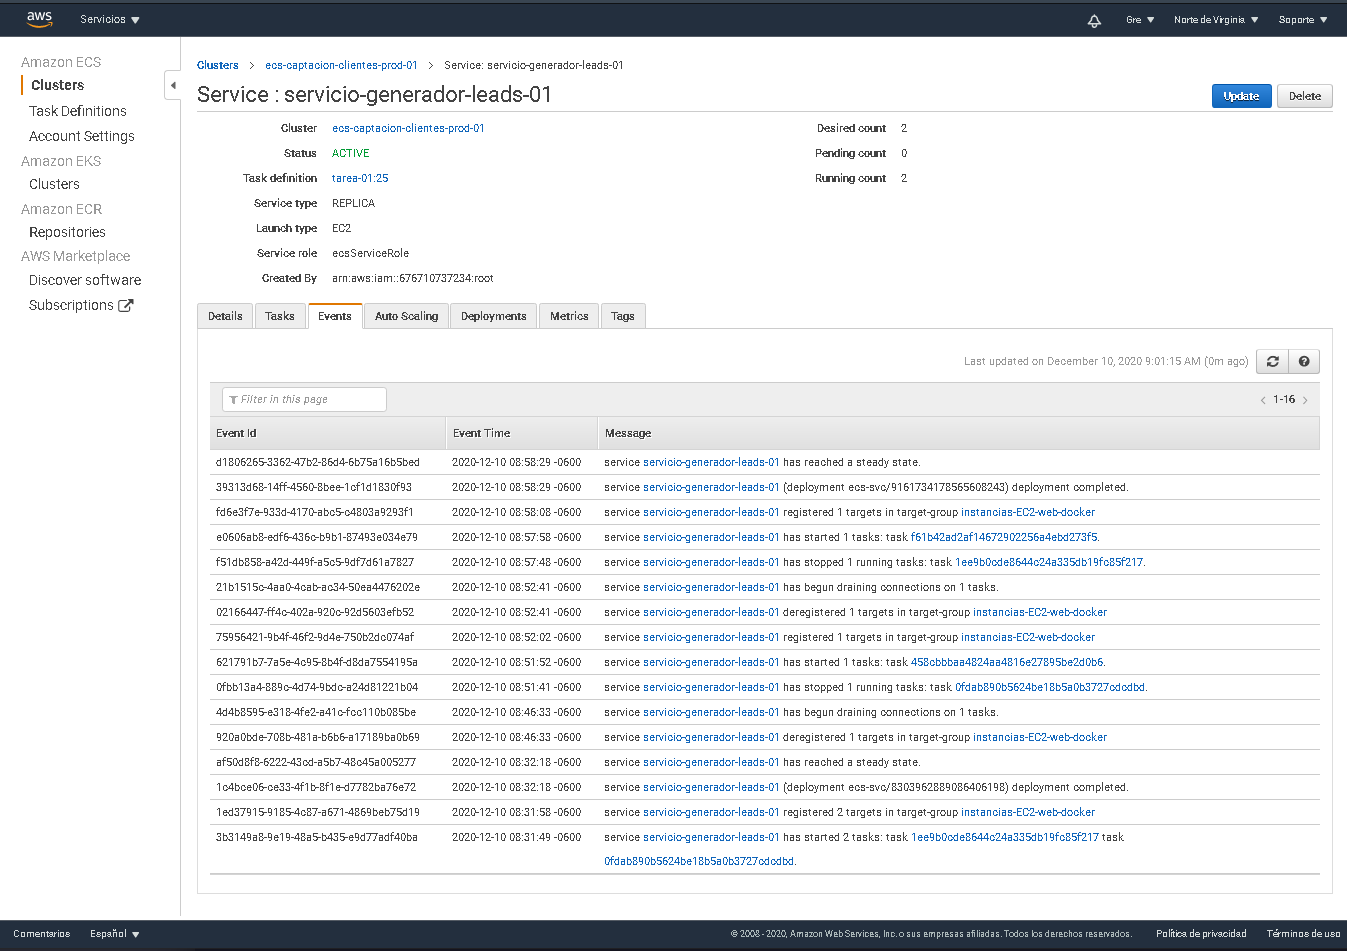 aws Servicios Gre Norte de Virginia Soporte
Amazon ECS
Clusters
Task Definitions
Account Settings
Amazon EKS
Clusters
Amazon ECR
Repositories
AWS Marketplace
Discover software
Subscriptions
Clusters > ecs-captacion-clientes-prod-01 > Service: servicio-generador-leads-01
Service : servicio-generador-leads-01 Update Delete
Cluster ecs-captacion-clientes-prod-01 Desired count 2
Status ACTIVE Pending count 0
Task definition tarea-01:25 Running count 2
Service type REPLICA
Launch type EC2
Service role ecsServiceRole
Created By arn:aws:iam::676710737234:root
Details Tasks Events Auto Scaling Deployments Metrics Tags
Last updated on December 10, 2020 9:01:15 AM (0m ago)
Filter in this page < 1-16 >
Event Id Event Time Message
d1806265-3362-47b2-86d4-6b75a16b5bed 2020-12-10 08:58:29 -0600 service servicio-generador-leads-01 has reached a steady state.
39313d68-14ff-4560-8bee-1cf1d1830f93 2020-12-10 08:58:29 -0600 service servicio-generador-leads-01 (deployment ecs-svc/9161734178565608243) deployment completed.
fd6e3f7e-933d-4170-abc5-c4803a9293f1 2020-12-10 08:58:08 -0600 service servicio-generador-leads-01 registered 1 targets in target-group instancias-EC2-web-docker
e0606ab8-edf6-436c-b9b1-87493e034e79 2020-12-10 08:57:58 -0600 service servicio-generador-leads-01 has started 1 tasks: task f61b42ad2af14672902256a4ebd273f5.
f51db858-a42d-449f-a5c5-9df7d61a7827 2020-12-10 08:57:48 -0600 service servicio-generador-leads-01 has stopped 1 running tasks: task 1ee9b0cde8644c24a335db19fc85f217.
21b1515c-4aa0-4cab-ac34-50ea4476202e 2020-12-10 08:52:41 -0600 service servicio-generador-leads-01 has begun draining connections on 1 tasks.
02166447-ff4c-402a-920c-92d5603efb52 2020-12-10 08:52:41 -0600 service servicio-generador-leads-01 deregistered 1 targets in target-group instancias-EC2-web-docker
75956421-9b4f-46f2-9d4e-750b2dc074af 2020-12-10 08:52:02 -0600 service servicio-generador-leads-01 registered 1 targets in target-group instancias-EC2-web-docker
621791b7-7a5e-4c95-8b4f-d8da7554195a 2020-12-10 08:51:52 -0600 service servicio-generador-leads-01 has started 1 tasks: task 458cbbbaa4824aa4816e27895be2d0b6.
0fbb13a4-889c-4d74-9bdc-a24d81221b04 2020-12-10 08:51:41 -0600 service servicio-generador-leads-01 has stopped 1 running tasks: task 0fdab890b5624be18b5a0b3727cdcdbd.
4d4b8595-e318-4fe2-a41c-fcc110b085be 2020-12-10 08:46:33 -0600 service servicio-generador-leads-01 has begun draining connections on 1 tasks.
920a0bde-708b-481a-b6b6-a17189ba0b69 2020-12-10 08:46:33 -0600 service servicio-generador-leads-01 deregistered 1 targets in target-group instancias-EC2-web-docker
af50d8f8-6222-43cd-a5b7-48c45a005277 2020-12-10 08:32:18 -0600 service servicio-generador-leads-01 has reached a steady state.
1c4bce06-ce33-4f1b-8f1e-d7782ba76e72 2020-12-10 08:32:18 -0600 service servicio-generador-leads-01 (deployment ecs-svc/8303962889086406198) deployment completed.
1ed37915-9185-4c87-a671-4869beb75d19 2020-12-10 08:31:58 -0600 service servicio-generador-leads-01 registered 2 targets in target-group instancias-EC2-web-docker
3b3149a8-9e19-48a5-b435-e9d77adf40ba 2020-12-10 08:31:49 -0600 service servicio-generador-leads-01 has started 2 tasks: task 1ee9b0cde8644c24a335db19fc85f217 task
0fdab890b5624be18b5a0b3727cdcdbd.
Comentarios Español © 2008 - 2020, Amazon Web Services, Inc. o sus empresas afiliadas. Todos los derechos reservados. Política de privacidad Términos de uso